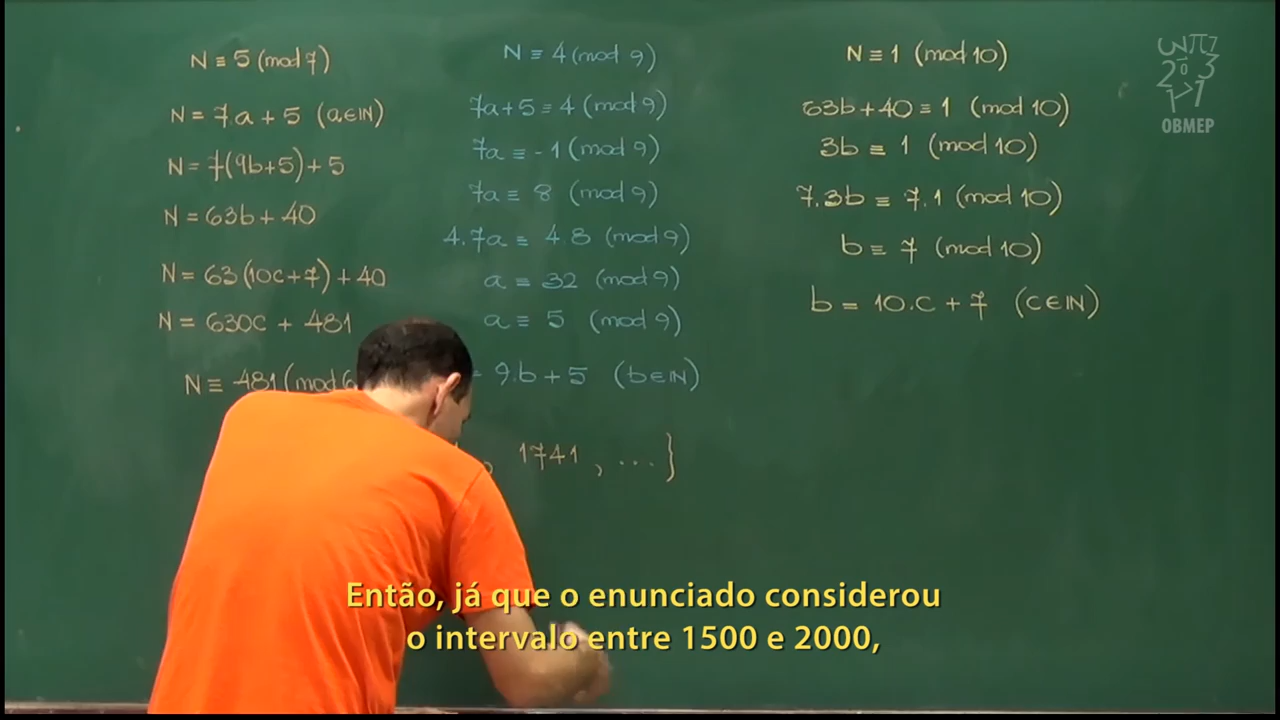 N ≡ 5 (mod 7)
N = 7a + 5 (a∈IN)
N = 7(9b+5) + 5
N = 63b + 40
N = 63(10c+7) + 40
N = 630c + 481
N ≡ 481 (mod 6
N ≡ 4 (mod 9)
7a+5 ≡ 4 (mod 9)
7a ≡ -1 (mod 9)
7a ≡ 8 (mod 9)
4.7a ≡ 4.8 (mod 9)
a ≡ 32 (mod 9)
a ≡ 5 (mod 9)
= 9.b + 5 (b∈IN)
, 1741, ...}
N ≡ 1 (mod 10)
63b+40 ≡ 1 (mod 10)
3b ≡ 1 (mod 10)
7.3b ≡ 7.1 (mod 10)
b ≡ 7 (mod 10)
b = 10.c + 7 (c∈IN)
OBMEP
Então, já que o enunciado considerou
o intervalo entre 1500 e 2000,